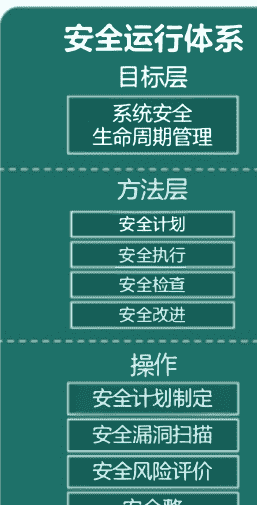 安全运行体系
目标层
系统安全
生命周期管理
方法层
安全计划
安全执行
安全检查
安全改进
操作
安全计划制定
安全漏洞扫描
安全风险评价